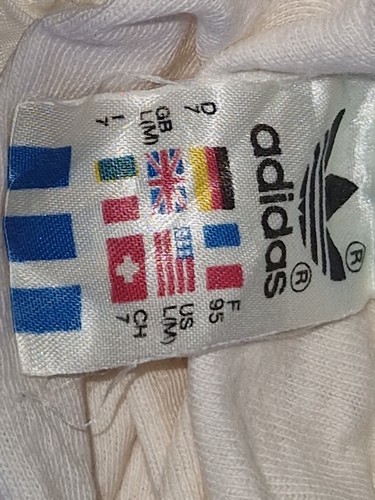 ®
adidas®
D F
7 95
GB US
L(M) L(M)
I CH
7 7